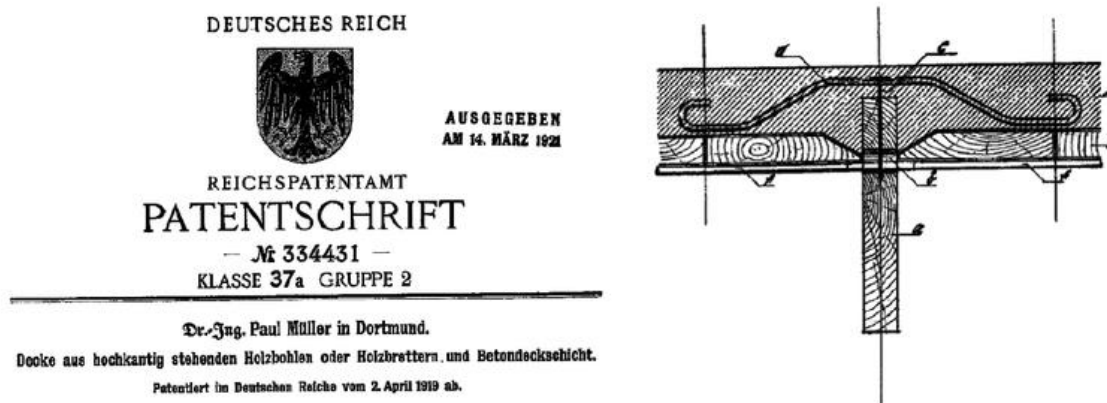 DEUTSCHES REICH
AUSGEGEBEN
AM 14. MÄRZ 1921
REICHSPATENTAMT
PATENTSCHRIFT
— № 334431 —
KLASSE 37a GRUPPE 2
Dr.-Ing. Paul Müller in Dortmund.
Decke aus hochkantig stehenden Holzbohlen oder Holzbrettern und Betondeckschicht.
Patentiert im Deutschen Reiche vom 2. April 1919 ab.
c
a